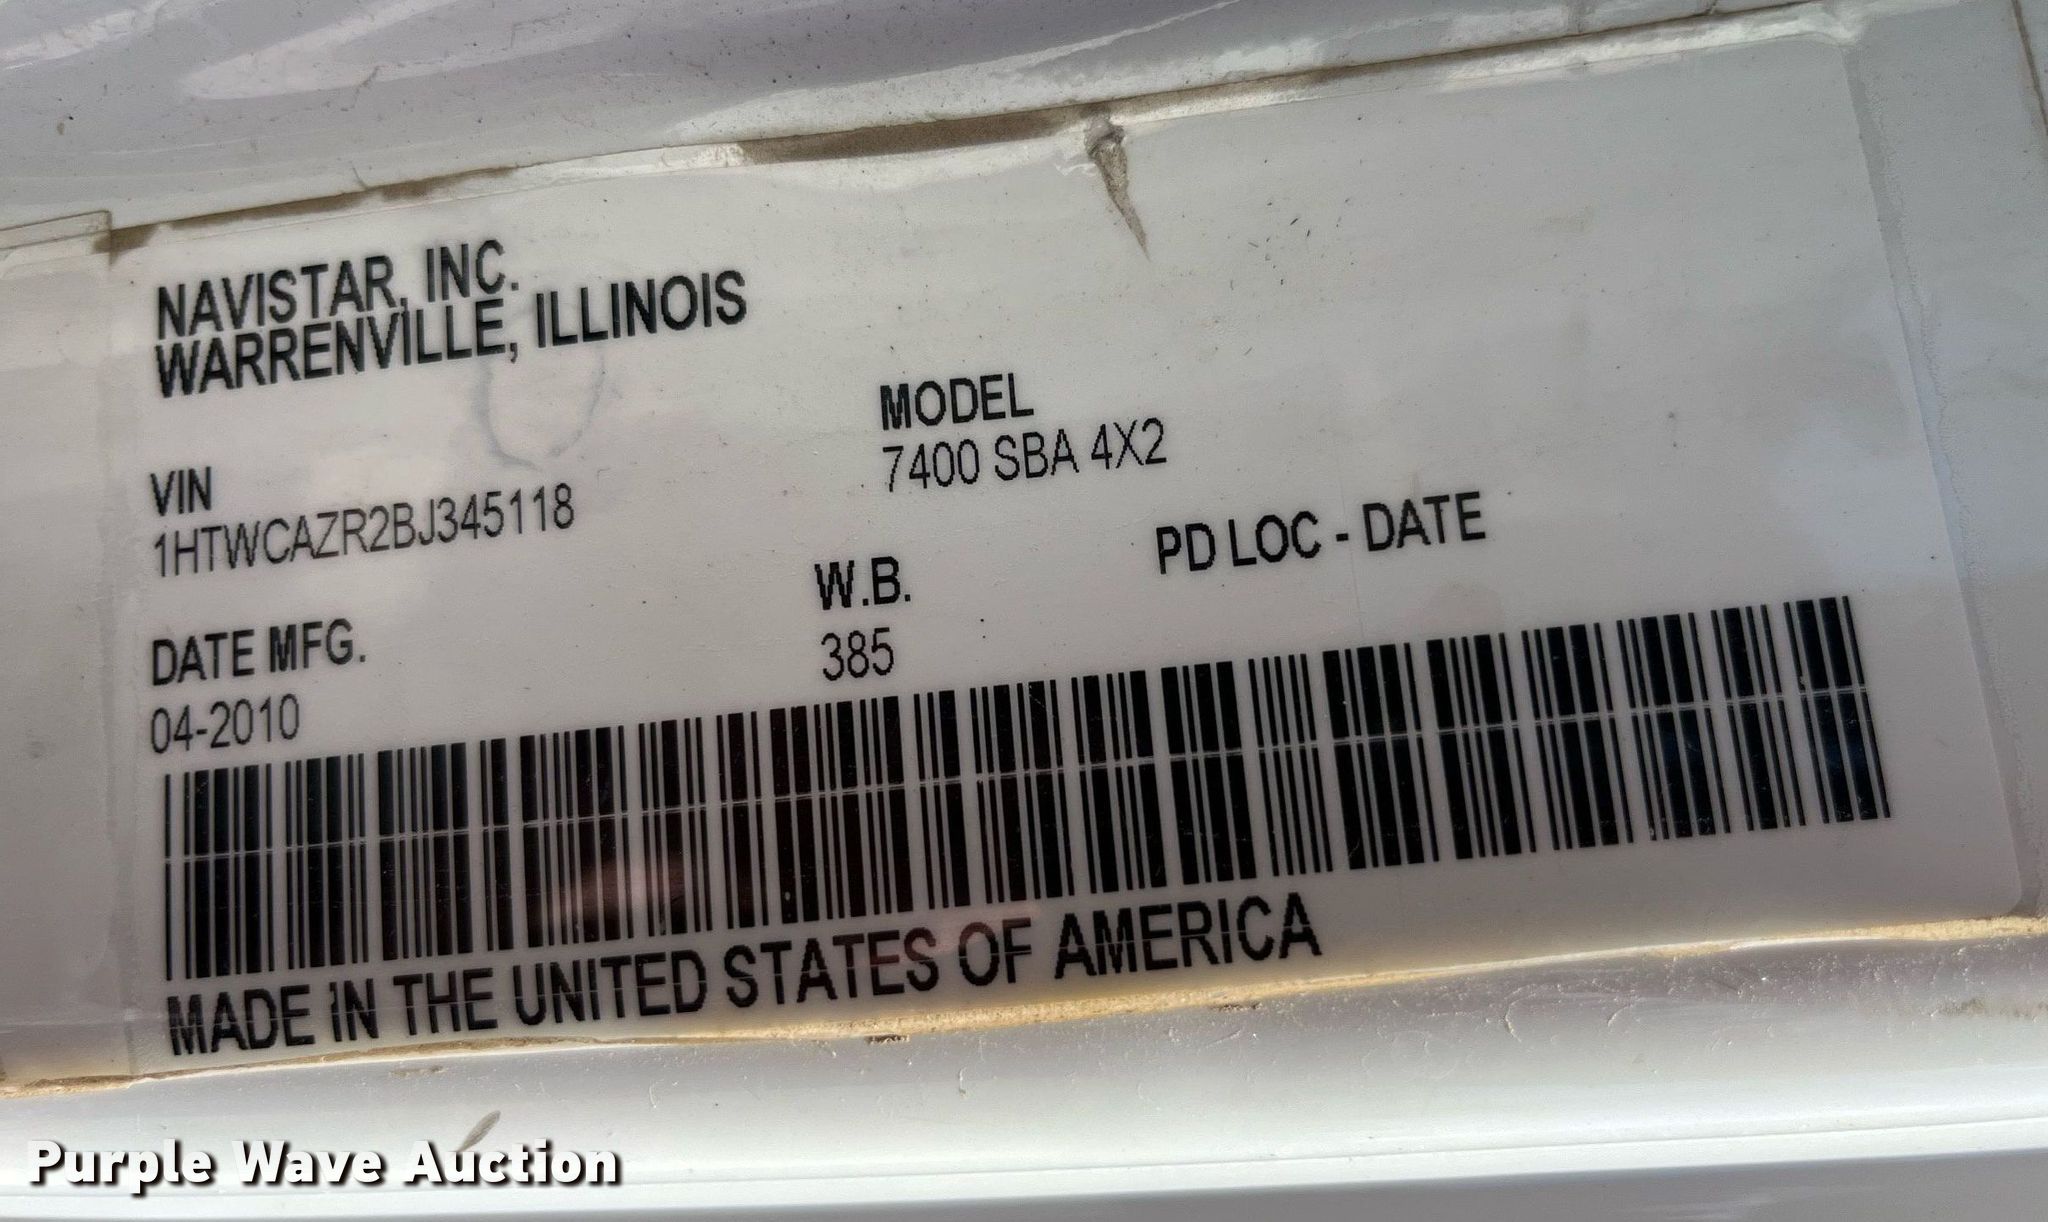 NAVISTAR, INC.
WARRENVILLE, ILLINOIS
MODEL
7400 SBA 4X2
VIN
1HTWCAZR2BJ345118
W.B.
385
PD LOC - DATE
DATE MFG.
04-2010
MADE IN THE UNITED STATES OF AMERICA
Purple Wave Auction